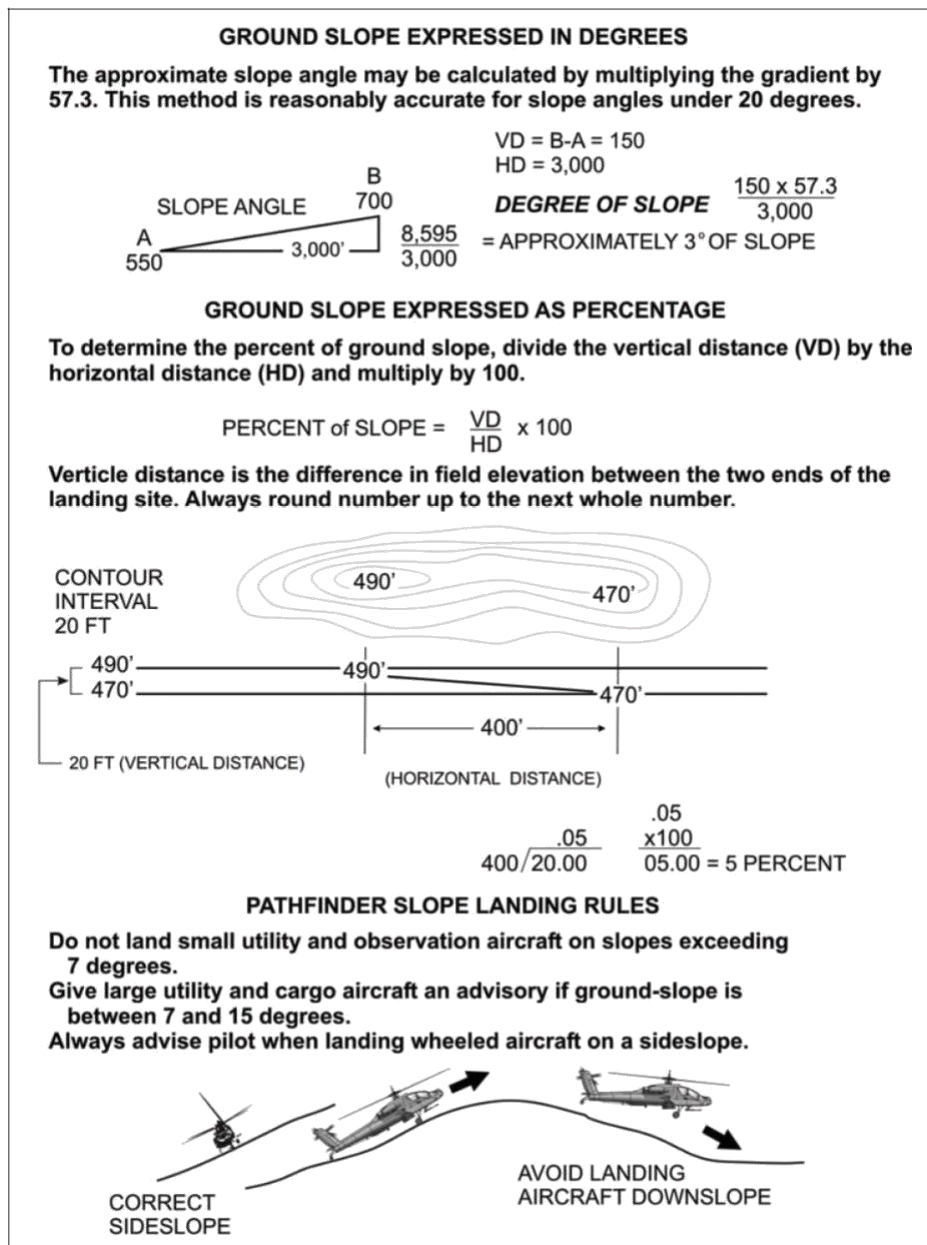 GROUND SLOPE EXPRESSED IN DEGREES
The approximate slope angle may be calculated by multiplying the gradient by
57.3. This method is reasonably accurate for slope angles under 20 degrees.
VD = B-A = 150
HD = 3,000
B
700
SLOPE ANGLE
DEGREE OF SLOPE
150 x 57.3
3,000
A
550
3,000'
8,595
3,000
= APPROXIMATELY 3° OF SLOPE
GROUND SLOPE EXPRESSED AS PERCENTAGE
To determine the percent of ground slope, divide the vertical distance (VD) by the
horizontal distance (HD) and multiply by 100.
PERCENT of SLOPE =
VD
HD
x 100
Verticle distance is the difference in field elevation between the two ends of the
landing site. Always round number up to the next whole number.
CONTOUR
INTERVAL
20 FT
490'
470'
490'
470'
490'
470'
400'
20 FT (VERTICAL DISTANCE)
(HORIZONTAL DISTANCE)
.05
400/20.00
.05
x100
05.00 = 5 PERCENT
PATHFINDER SLOPE LANDING RULES
Do not land small utility and observation aircraft on slopes exceeding
7 degrees.
Give large utility and cargo aircraft an advisory if ground-slope is
between 7 and 15 degrees.
Always advise pilot when landing wheeled aircraft on a sideslope.
CORRECT
SIDESLOPE
AVOID LANDING
AIRCRAFT DOWNSLOPE